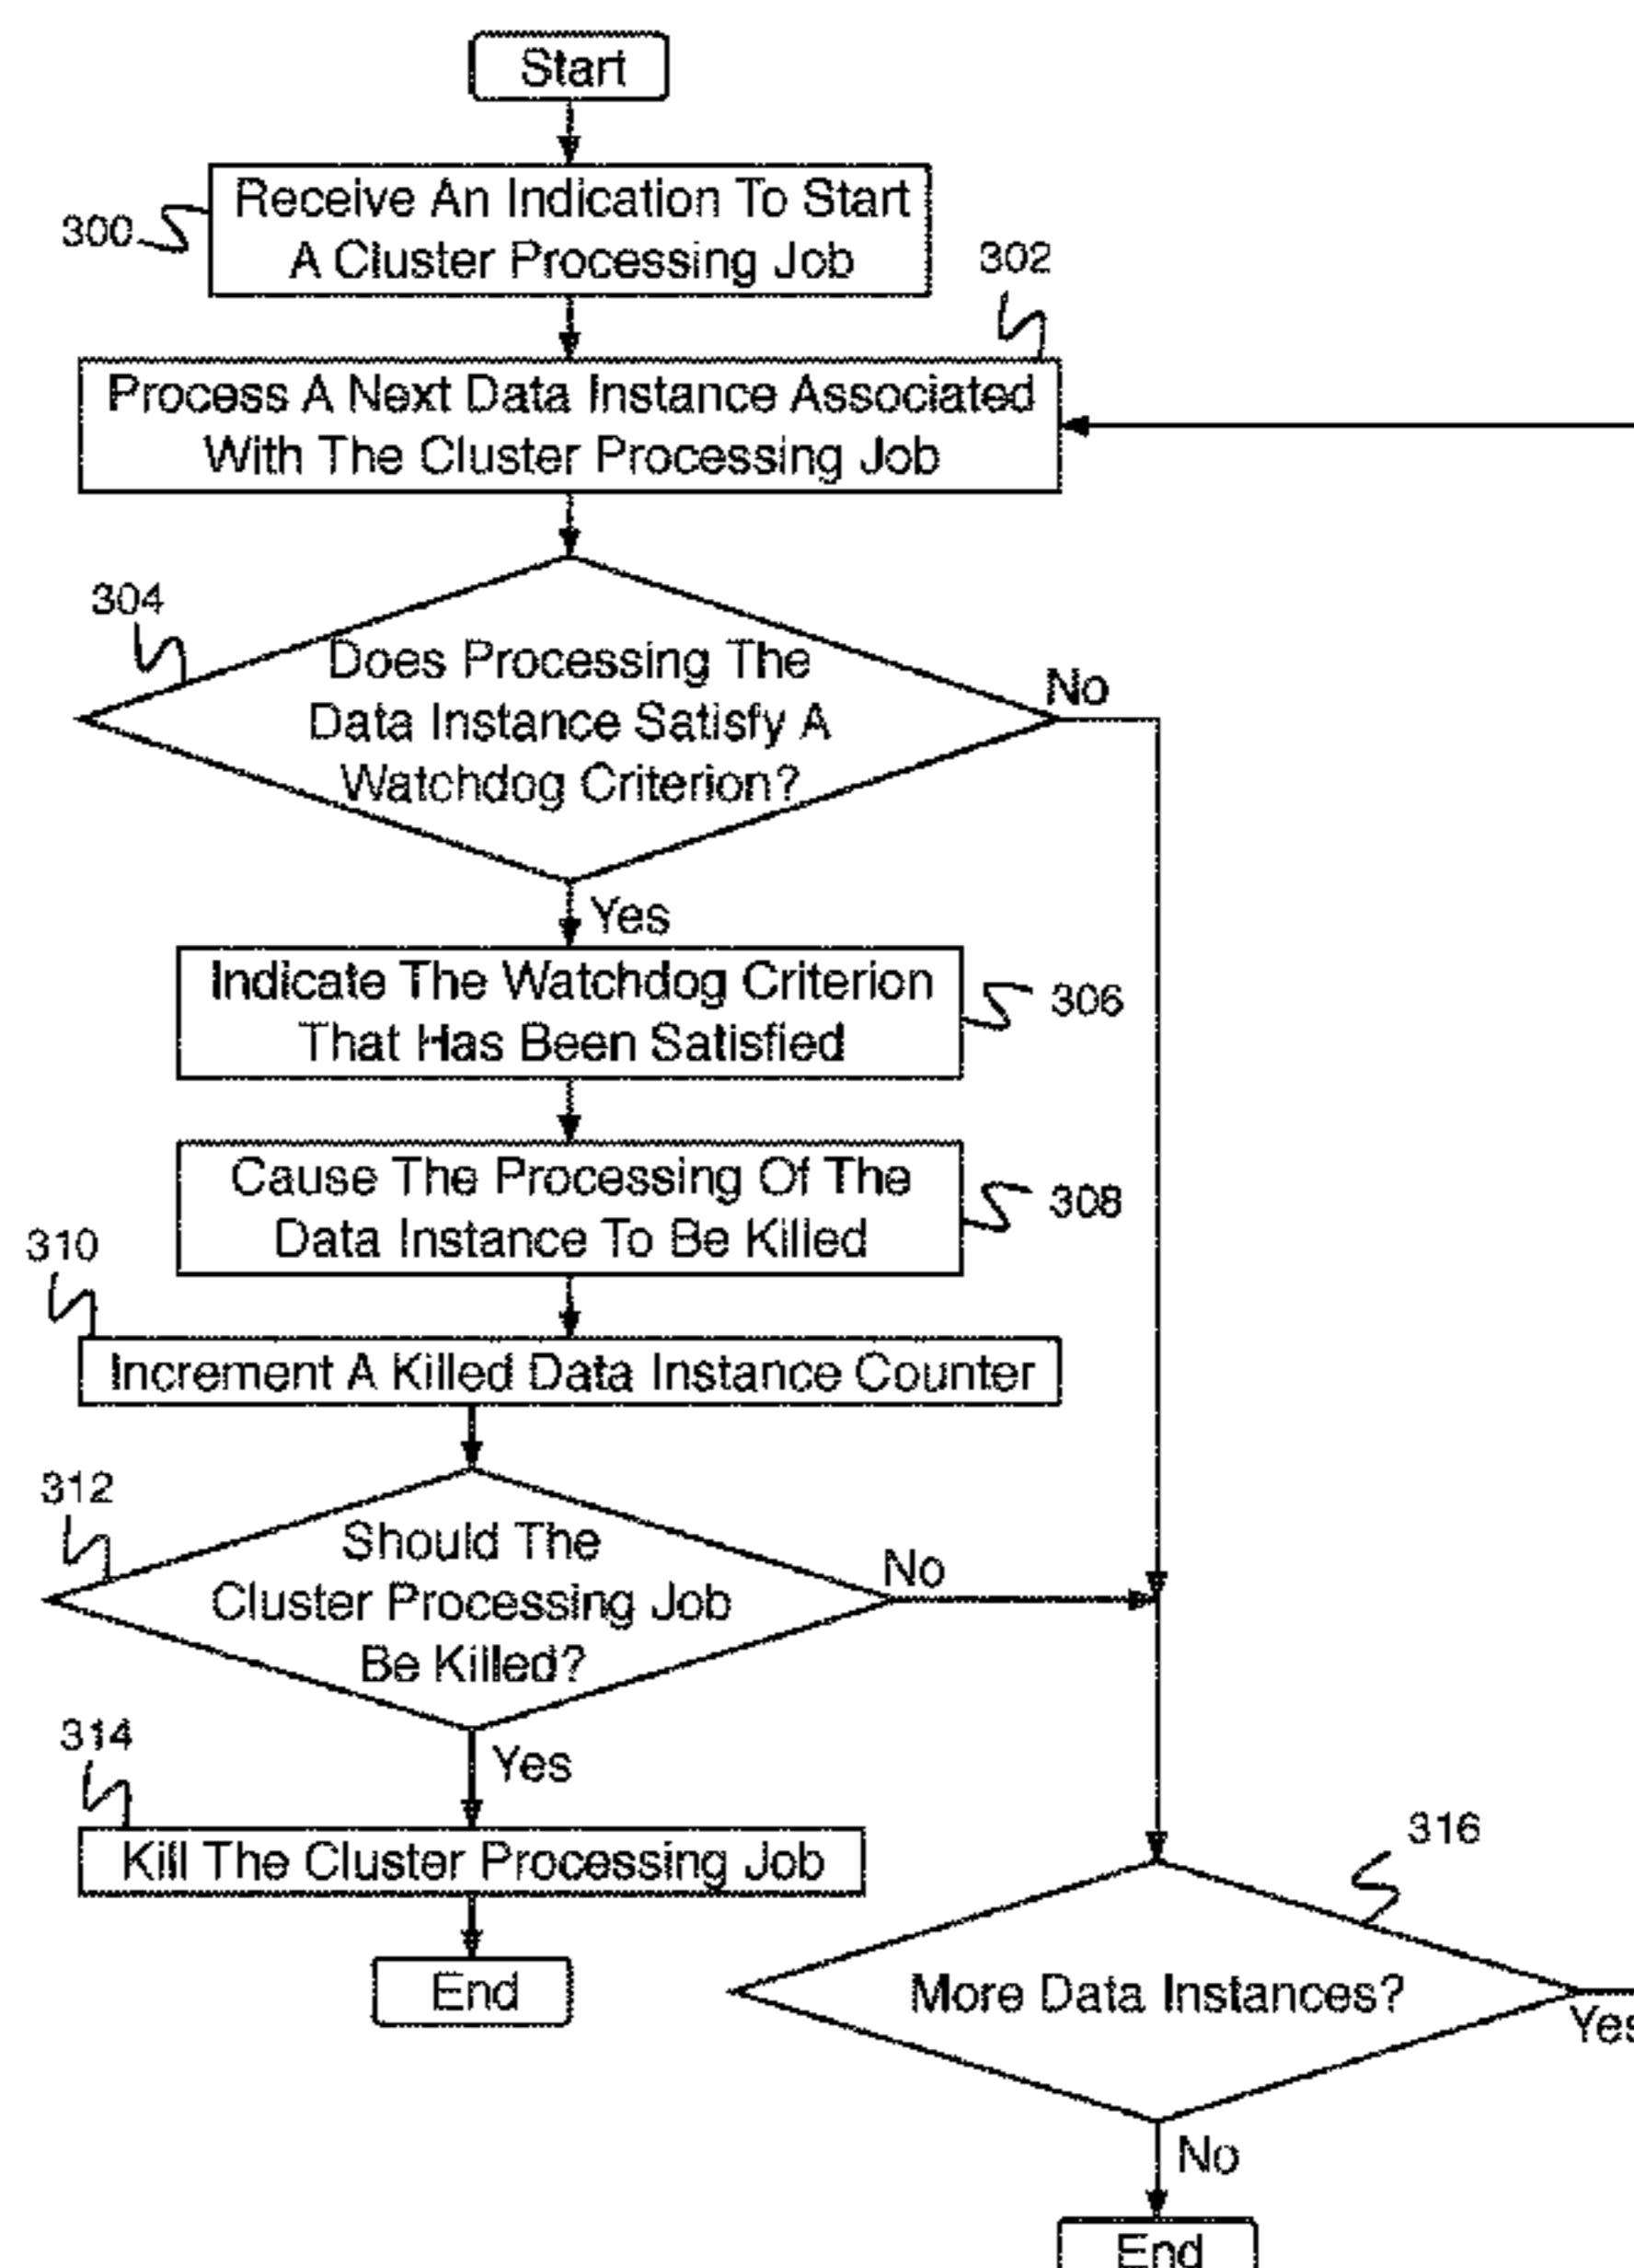 Start
300
Receive An Indication To Start
A Cluster Processing Job
302
Process A Next Data Instance Associated
With The Cluster Processing Job
304
Does Processing The
Data Instance Satisfy A
Watchdog Criterion?
No
Yes
Indicate The Watchdog Criterion
That Has Been Satisfied
306
Cause The Processing Of The
Data Instance To Be Killed
308
310
Increment A Killed Data Instance Counter
312
Should The
Cluster Processing Job
Be Killed?
No
Yes
314
Kill The Cluster Processing Job
End
316
More Data Instances?
Yes
No
End